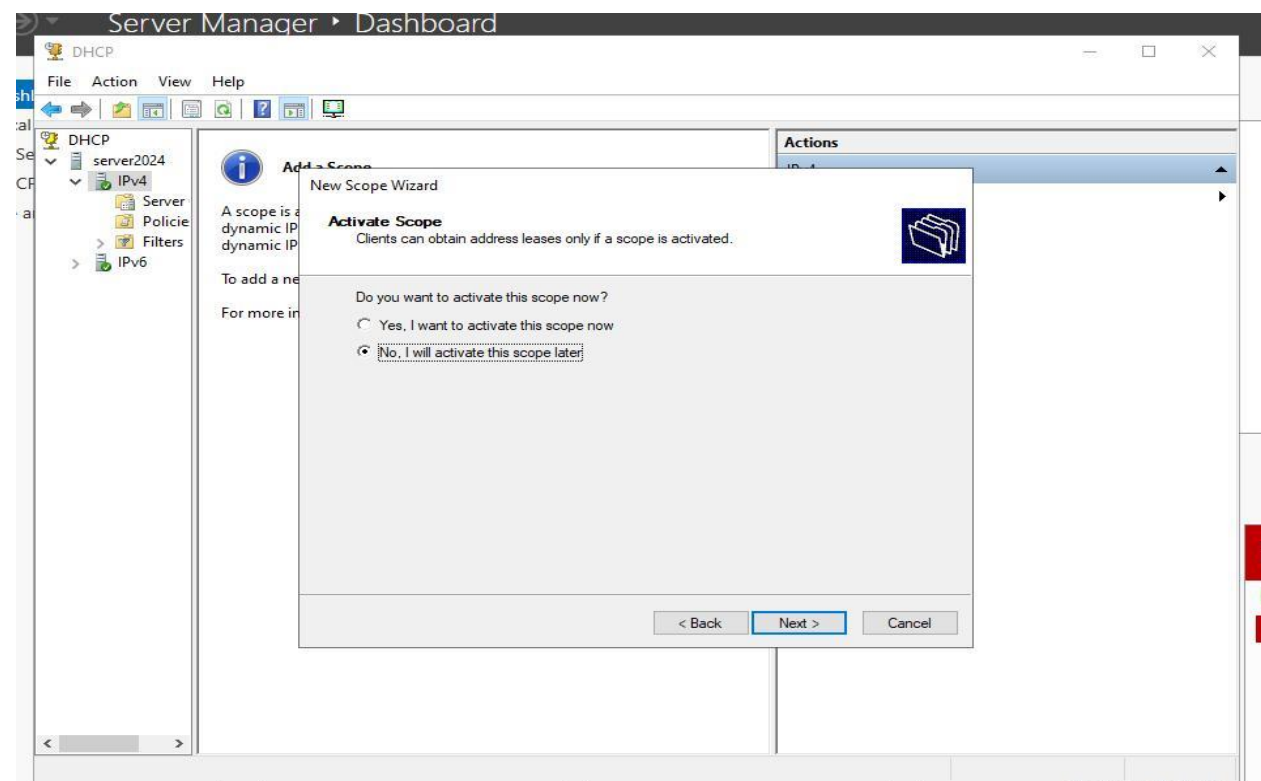 Server Manager ‣ Dashboard
DHCP
File Action View Help
DHCP
server2024
IPv4
Server
Policie
Filters
IPv6
Add a Scope
A scope is a
dynamic IP
dynamic IP
To add a ne
For more in
Actions
IPv4
New Scope Wizard
Activate Scope
Clients can obtain address leases only if a scope is activated.
Do you want to activate this scope now?
Yes, I want to activate this scope now
No, I will activate this scope later
< Back Next > Cancel